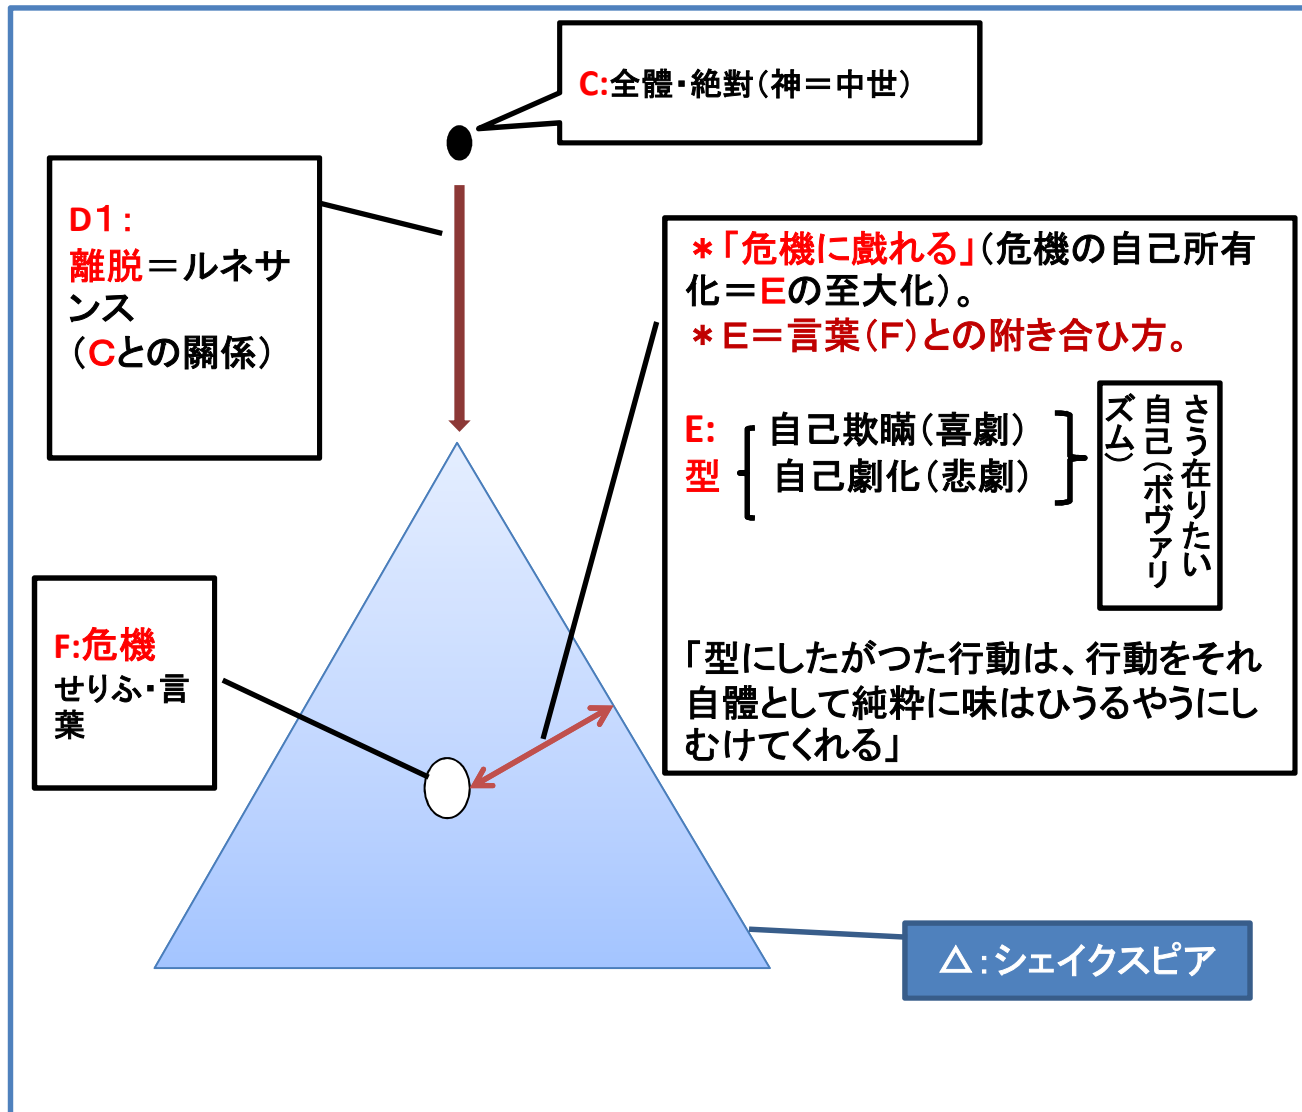 C:全體・絶對（神＝中世）
D1：
離脱＝ルネサ
ンス
（Cとの關係）
＊「危機に戯れる」（危機の自己所有
化＝Eの至大化）。
＊E＝言葉（F）との附き合ひ方。
E:
型
自己欺瞞（喜劇）
自己劇化（悲劇）
さう在りたい
自己（ボヴァリ
ズム）
「型にしたがつた行動は、行動をそれ
自體として純粋に味はひうるやうにし
むけてくれる」
F:危機
せりふ・言
葉
△：シェイクスピア